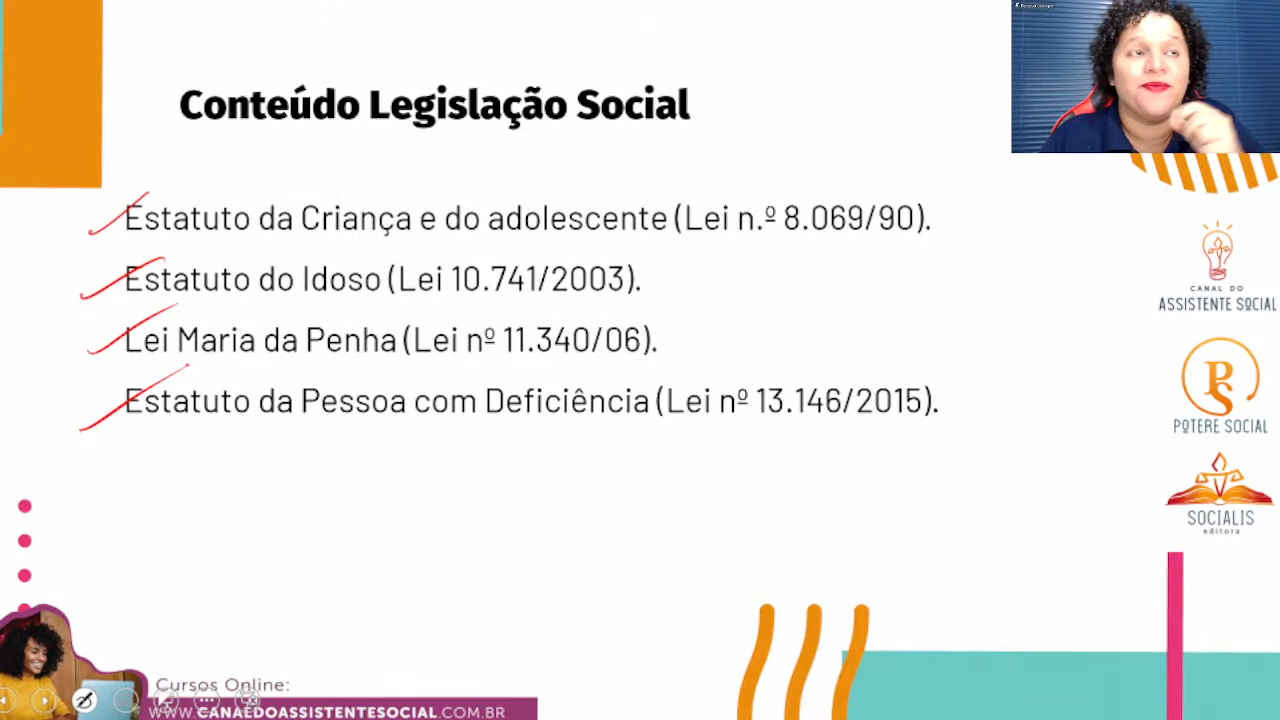 Conteúdo Legislação Social
Estatuto da Criança e do adolescente (Lei n.º 8.069/90).
Estatuto do Idoso (Lei 10.741/2003).
Lei Maria da Penha (Lei nº 11.340/06).
Estatuto da Pessoa com Deficiência (Lei nº 13.146/2015).
CANAL DO
ASSISTENTE SOCIAL
PS
POTERE SOCIAL
SOCIALIS
editora
Cursos Online:
WWW.CANALDOASSISTENTESOCIAL.COM.BR